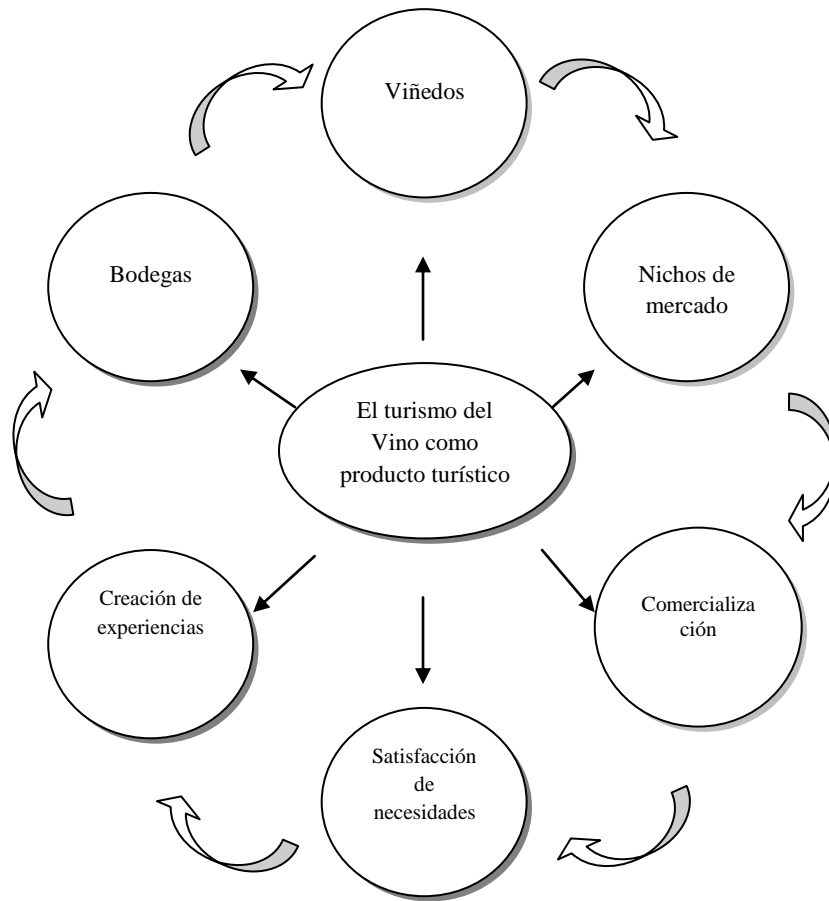 Viñedos
Bodegas
Nichos de
mercado
El turismo del
Vino como
producto turístico
Creación de
experiencias
Comercializa
ción
Satisfacción
de
necesidades